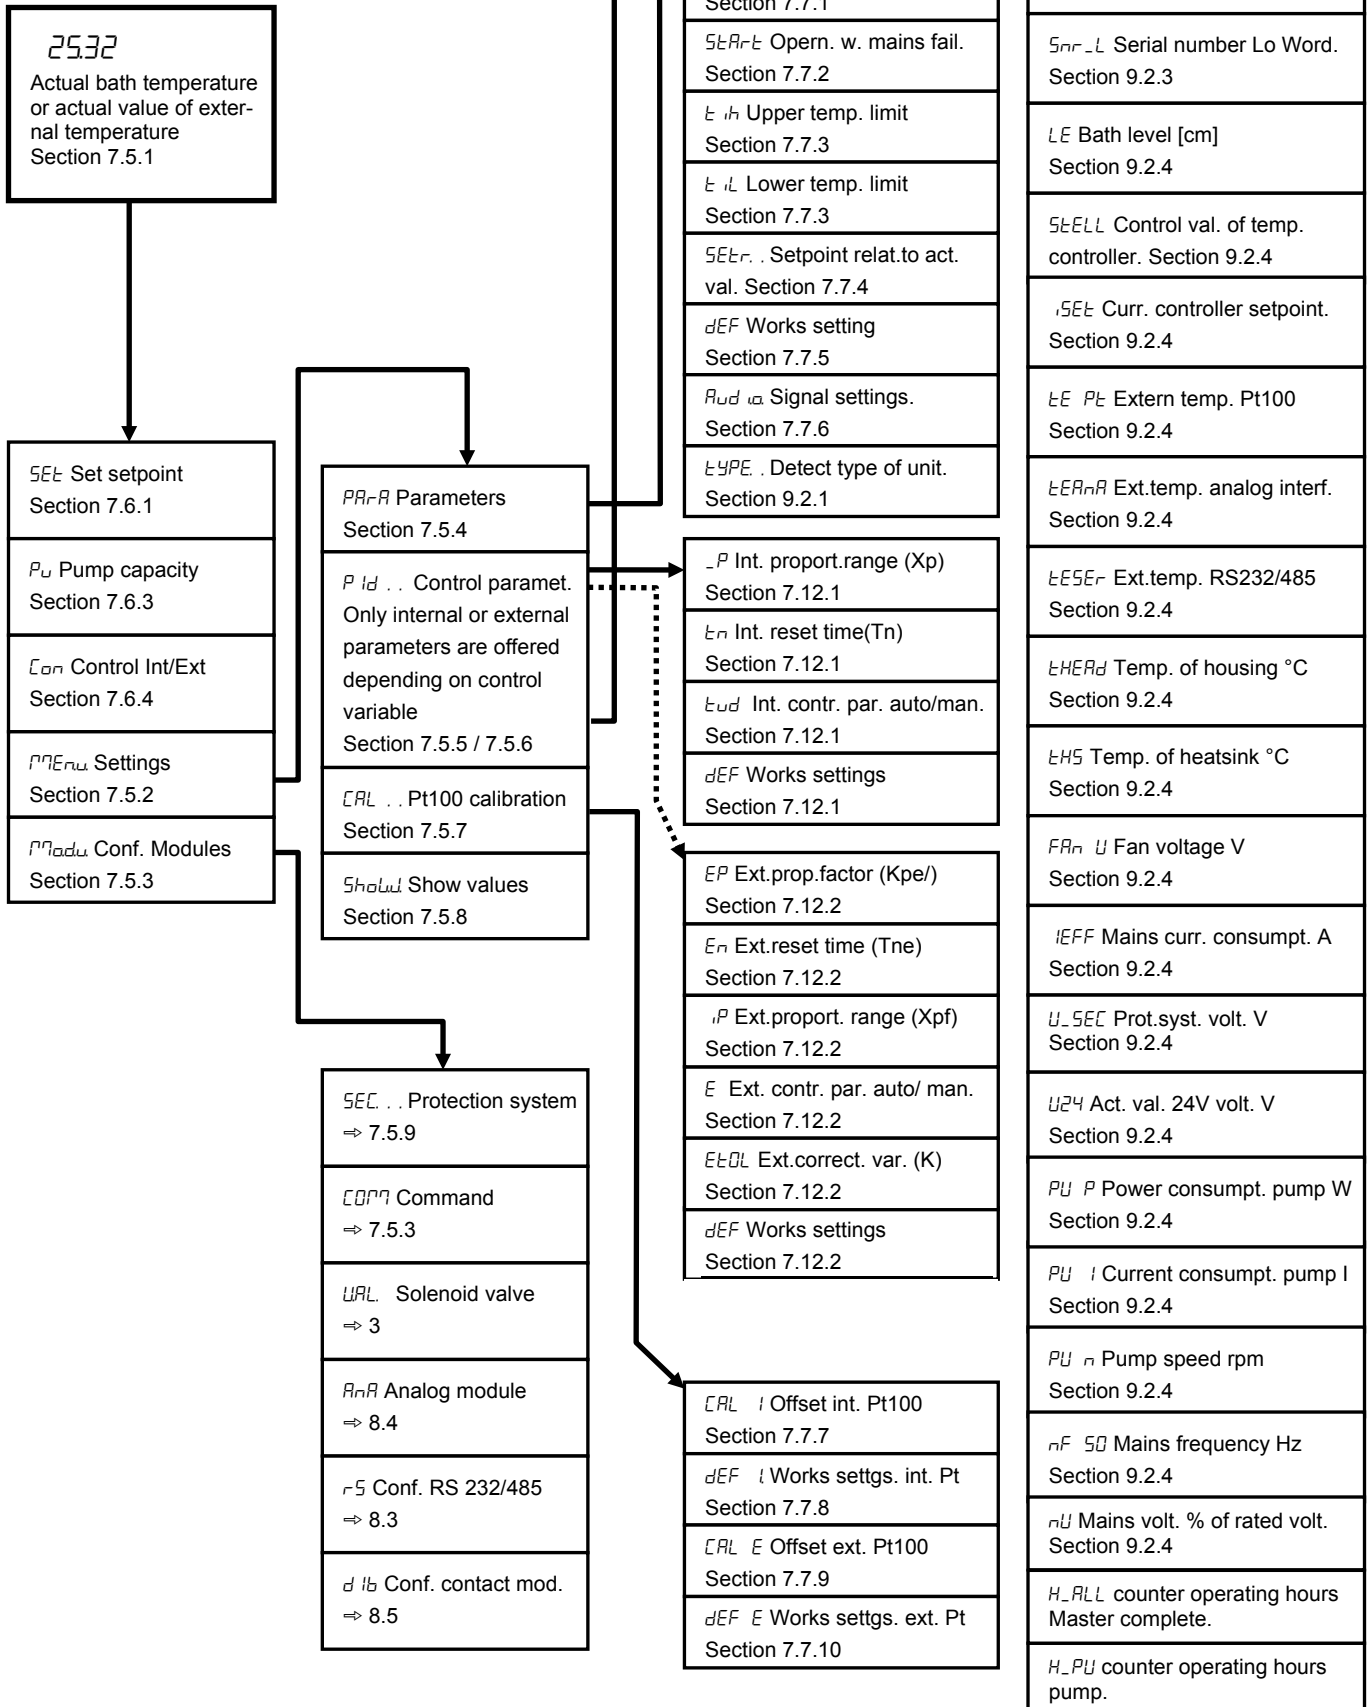 25.32
Actual bath temperature
or actual value of exter-
nal temperature
Section 7.5.1
SEt Set setpoint
Section 7.6.1
Pu Pump capacity
Section 7.6.3
Con Control Int/Ext
Section 7.6.4
MEnu. Settings
Section 7.5.2
Modu. Conf. Modules
Section 7.5.3
PArA Parameters
Section 7.5.4
PId . . Control paramet.
Only internal or external
parameters are offered
depending on control
variable
Section 7.5.5 / 7.5.6
CAL . . Pt100 calibration
Section 7.5.7
ShoW. Show values
Section 7.5.8
SEC. . . Protection system
⇨ 7.5.9
COM Command
⇨ 7.5.3
VAL. Solenoid valve
⇨ 3
AnA Analog module
⇨ 8.4
rS Conf. RS 232/485
⇨ 8.3
d Ib Conf. contact mod.
⇨ 8.5
Section 7.7.1
StArt Opern. w. mains fail.
Section 7.7.2
t ih Upper temp. limit
Section 7.7.3
t iL Lower temp. limit
Section 7.7.3
SEtr. . Setpoint relat.to act.
val. Section 7.7.4
dEF Works setting
Section 7.7.5
Aud io. Signal settings.
Section 7.7.6
tYPE. . Detect type of unit.
Section 9.2.1
_P Int. proport.range (Xp)
Section 7.12.1
tn Int. reset time(Tn)
Section 7.12.1
tud Int. contr. par. auto/man.
Section 7.12.1
dEF Works settings
Section 7.12.1
EP Ext.prop.factor (Kpe/)
Section 7.12.2
En Ext.reset time (Tne)
Section 7.12.2
iP Ext.proport. range (Xpf)
Section 7.12.2
E Ext. contr. par. auto/ man.
Section 7.12.2
EtOL Ext.correct. var. (K)
Section 7.12.2
dEF Works settings
Section 7.12.2
CAL I Offset int. Pt100
Section 7.7.7
dEF I. Works settgs. int. Pt
Section 7.7.8
CAL E Offset ext. Pt100
Section 7.7.9
dEF E Works settgs. ext. Pt
Section 7.7.10
Snr_L Serial number Lo Word.
Section 9.2.3
LE Bath level [cm]
Section 9.2.4
StELL Control val. of temp.
controller. Section 9.2.4
iSEt Curr. controller setpoint.
Section 9.2.4
tE Pt Extern temp. Pt100
Section 9.2.4
tEAnA Ext.temp. analog interf.
Section 9.2.4
tESEr Ext.temp. RS232/485
Section 9.2.4
tHEAd Temp. of housing °C
Section 9.2.4
tHS Temp. of heatsink °C
Section 9.2.4
FAn U Fan voltage V
Section 9.2.4
IEFF Mains curr. consumpt. A
Section 9.2.4
U_SEC Prot.syst. volt. V
Section 9.2.4
U24 Act. val. 24V volt. V
Section 9.2.4
PU P Power consumpt. pump W
Section 9.2.4
PU I Current consumpt. pump I
Section 9.2.4
PU n Pump speed rpm
Section 9.2.4
nF 50 Mains frequency Hz
Section 9.2.4
nU Mains volt. % of rated volt.
Section 9.2.4
H_ALL counter operating hours
Master complete.
H_PU counter operating hours
pump.